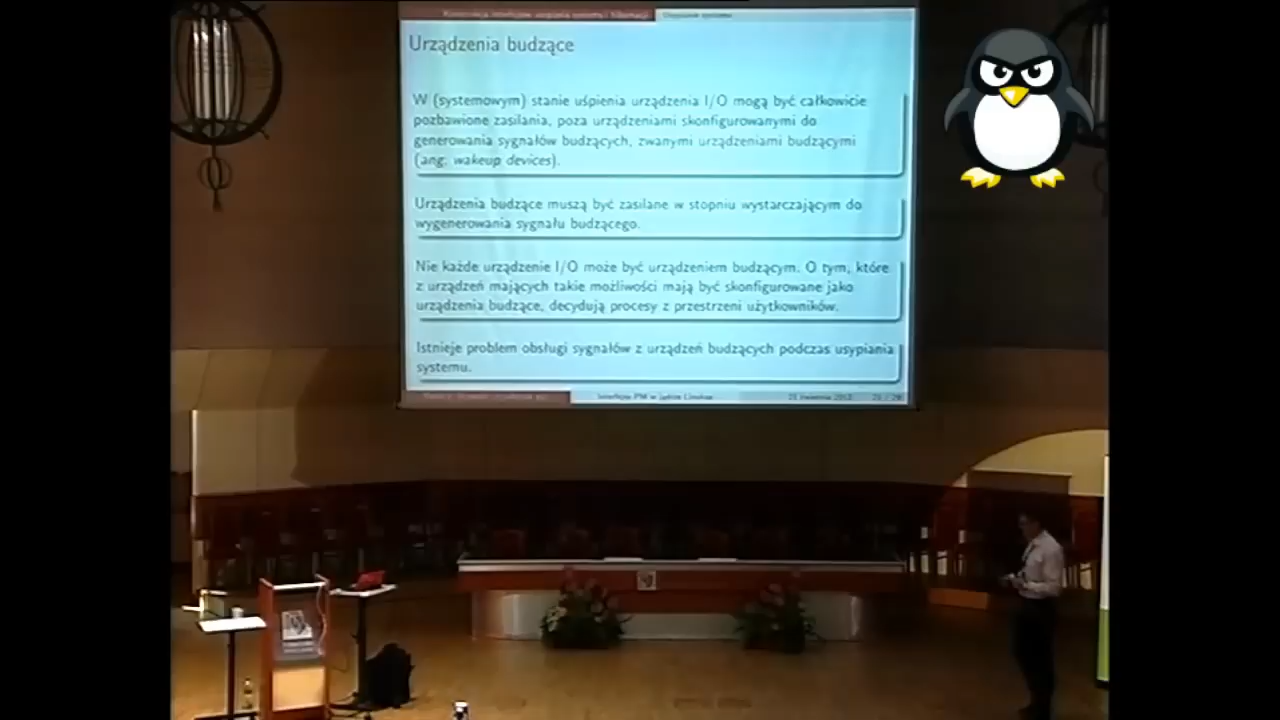 Usypianie systemu
Urządzenia budzące
W (systemowym) stanie uśpienia urządzenia I/O mogą być całkowicie
pozbawione zasilania, poza urządzeniami skonfigurowanymi do
generowania sygnałów budzących, zwanymi urządzeniami budzącymi
(ang. wakeup devices).
Urządzenia budzące muszą być zasilane w stopniu wystarczającym do
wygenerowania sygnału budzącego.
Nie każde urządzenie I/O może być urządzeniem budzącym. O tym, które
z urządzeń mających takie możliwości mają być skonfigurowane jako
urządzenia budzące, decydują procesy z przestrzeni użytkowników.
Istnieje problem obsługi sygnałów z urządzeń budzących podczas usypiania
systemu.
Interfejsy PM w jądrze Linuksa